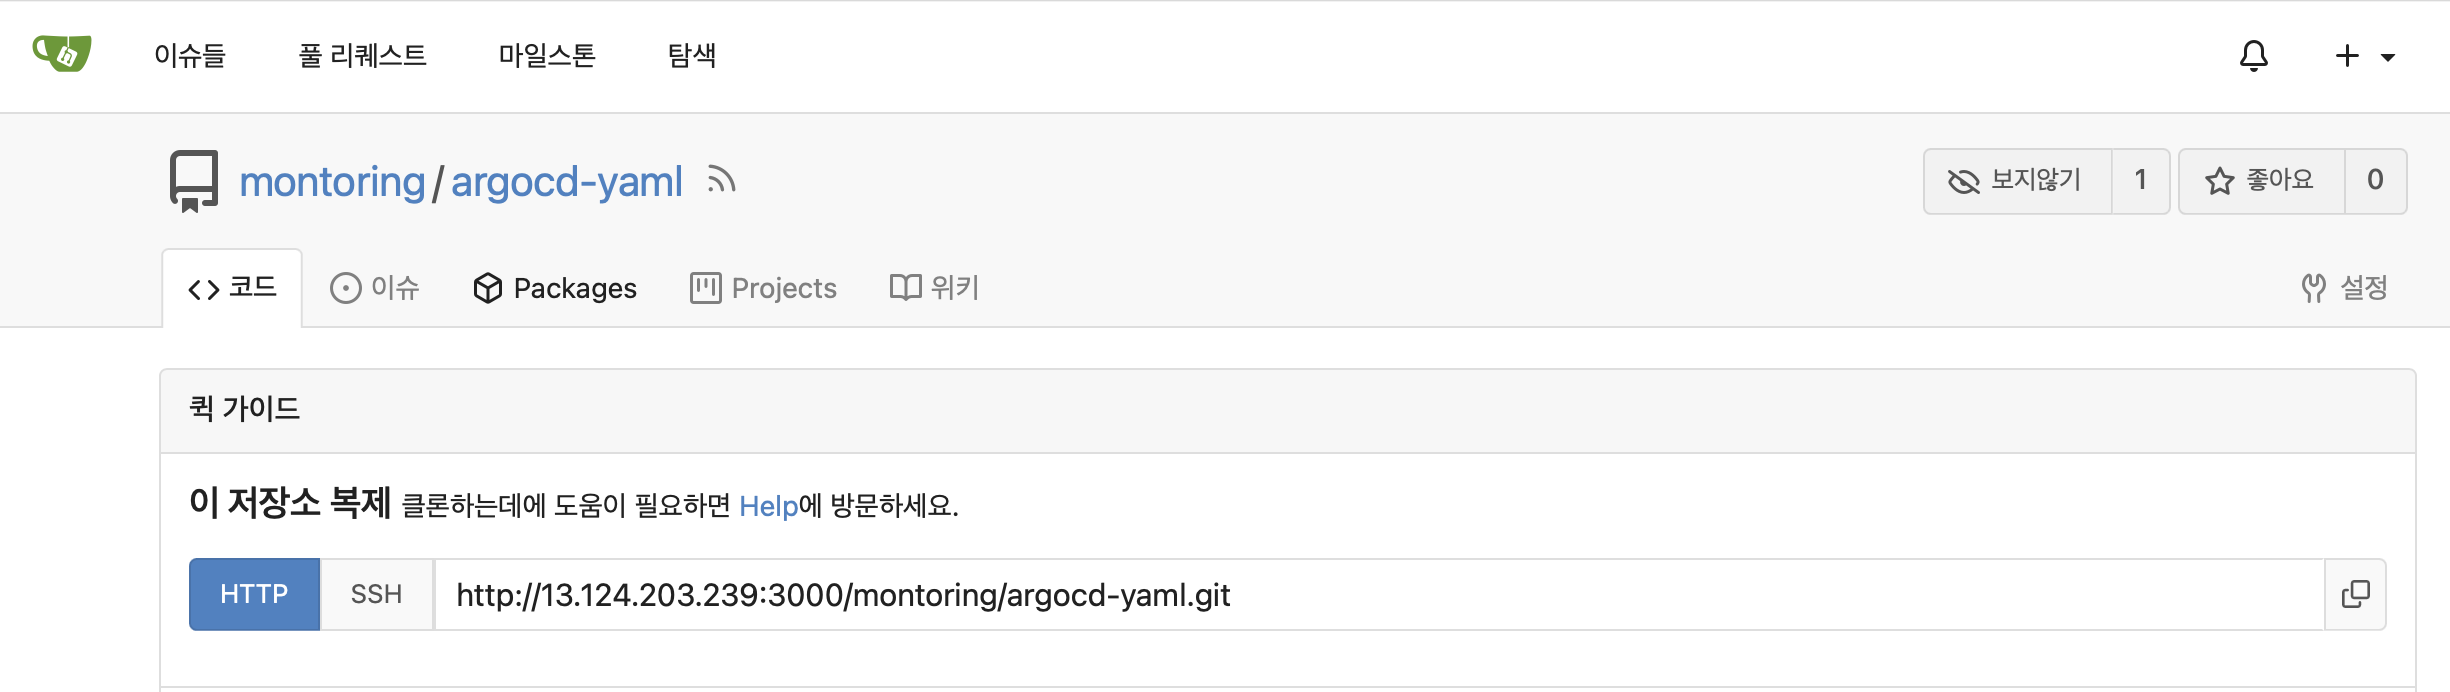 이슈들 풀 리퀘스트 마일스톤 탐색
montoring/argocd-yaml 보지않기 1 좋아요 0
코드 이슈 Packages Projects 위키 설정
퀵 가이드
이 저장소 복제 클론하는데에 도움이 필요하면 Help에 방문하세요.
HTTP SSH http://13.124.203.239:3000/montoring/argocd-yaml.git